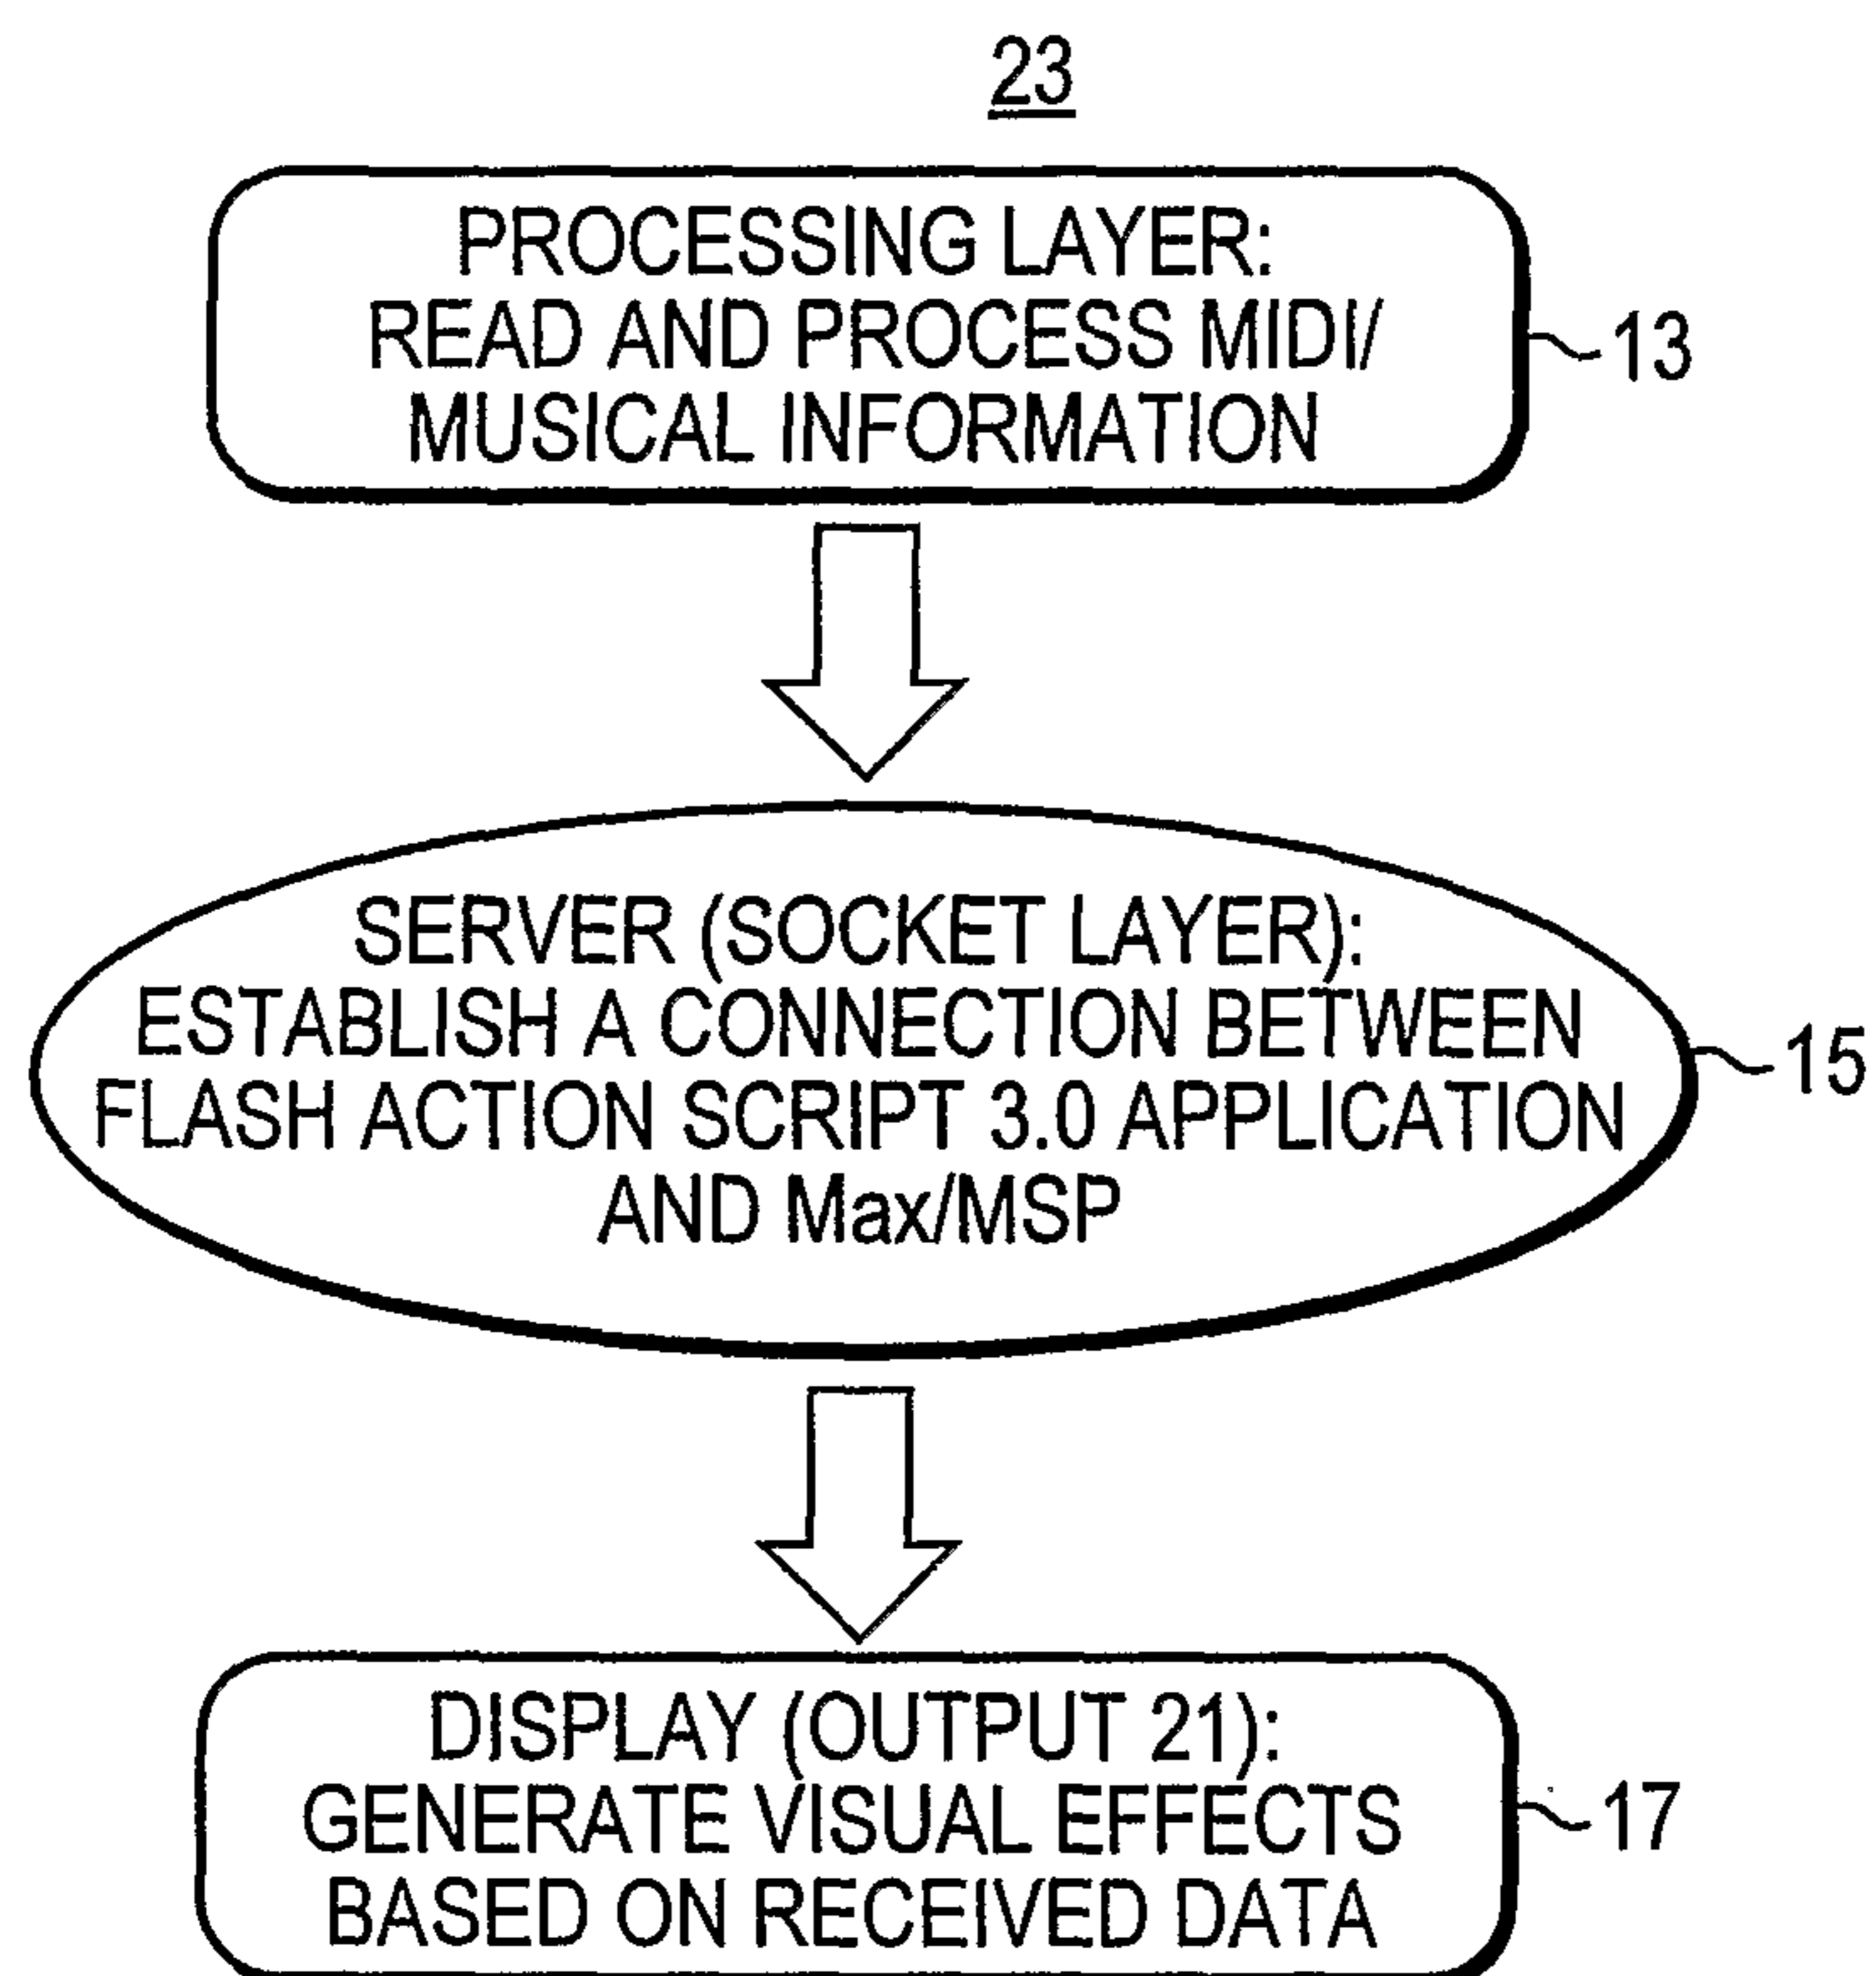 23
PROCESSING LAYER:
READ AND PROCESS MIDI/
MUSICAL INFORMATION
13
SERVER (SOCKET LAYER):
ESTABLISH A CONNECTION BETWEEN
FLASH ACTION SCRIPT 3.0 APPLICATION
AND Max/MSP
15
DISPLAY (OUTPUT 21):
GENERATE VISUAL EFFECTS
BASED ON RECEIVED DATA
17